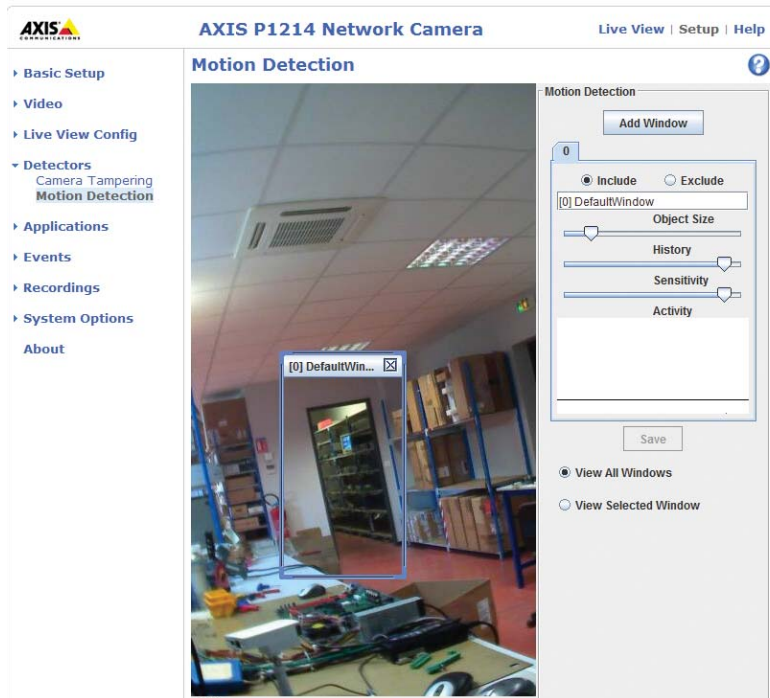 AXIS
COMMUNICATIONS
AXIS P1214 Network Camera
Live View | Setup | Help
Basic Setup
Video
Live View Config
Detectors
Camera Tampering
Motion Detection
Applications
Events
Recordings
System Options
About
Motion Detection
?
[0] DefaultWin...
Motion Detection
Add Window
0
Include Exclude
[0] DefaultWindow
Object Size
History
Sensitivity
Activity
Save
View All Windows
View Selected Window